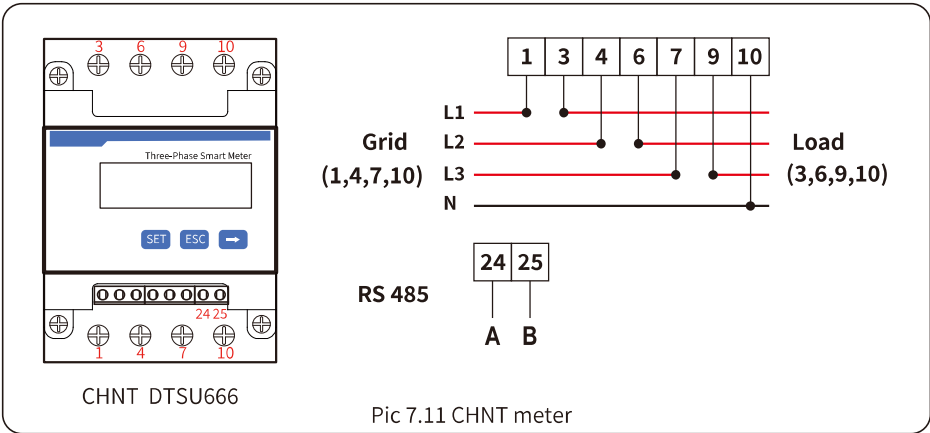 3 6 9 10
Three-Phase Smart Meter
SET ESC
24 25
1 4 7 10
CHNT DTSU666
1 3 4 6 7 9 10
L1
L2
L3
N
Grid
(1,4,7,10)
Load
(3,6,9,10)
24 25
RS 485
A B
Pic 7.11 CHNT meter